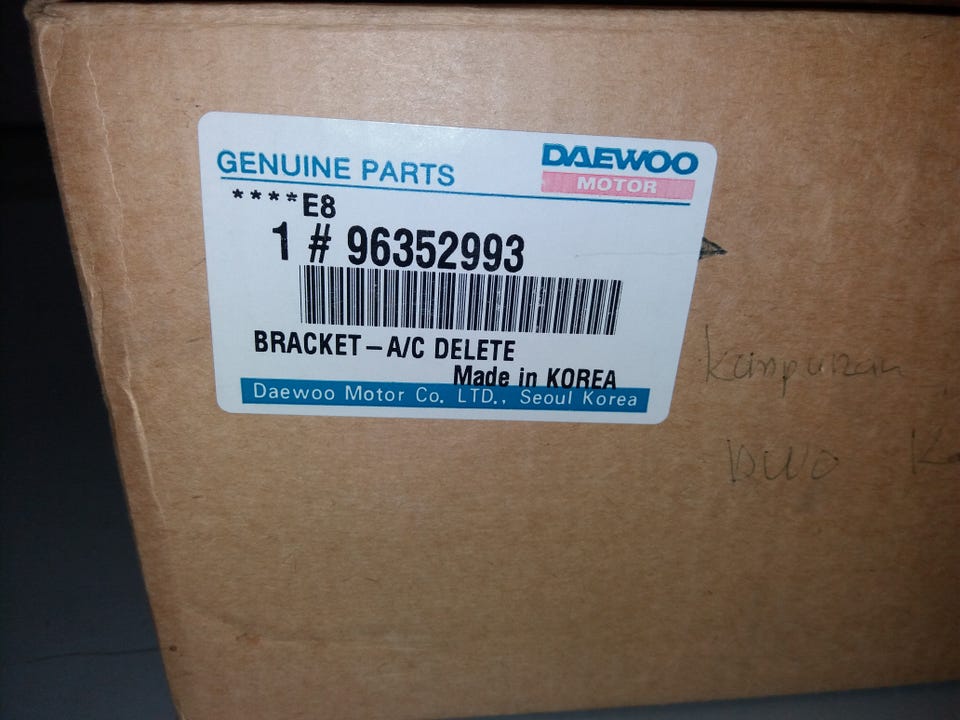 GENUINE PARTS
DAEWOO
MOTOR
****E8
1 # 96352993
BRACKET-A/C DELETE
Made in KOREA
Daewoo Motor Co. LTD., Seoul Korea